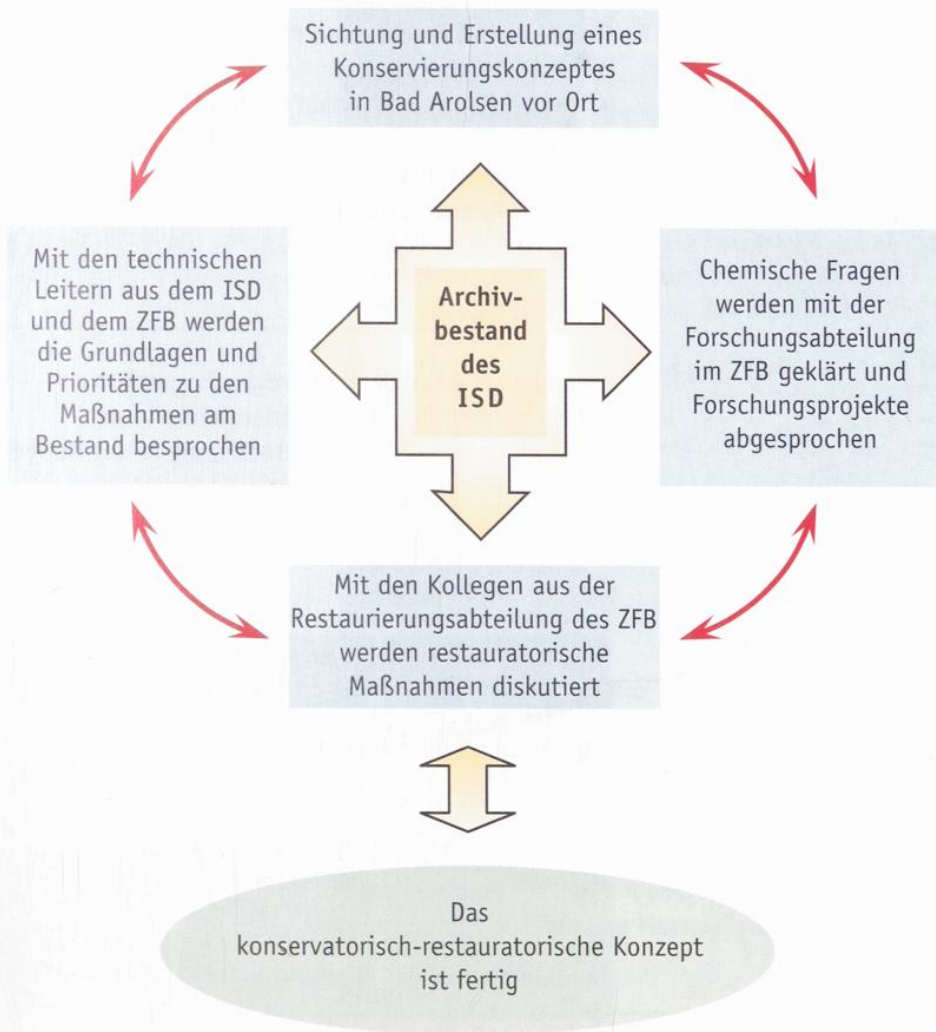 Sichtung und Erstellung eines
Konservierungskonzeptes
in Bad Arolsen vor Ort
Mit den technischen
Leitern aus dem ISD
und dem ZFB werden
die Grundlagen und
Prioritäten zu den
Maßnahmen am
Bestand besprochen
Archiv-
bestand
des
ISD
Chemische Fragen
werden mit der
Forschungsabteilung
im ZFB geklärt und
Forschungsprojekte
abgesprochen
Mit den Kollegen aus der
Restaurierungsabteilung des ZFB
werden restauratorische
Maßnahmen diskutiert
Das
konservatorisch-restauratorische Konzept
ist fertig